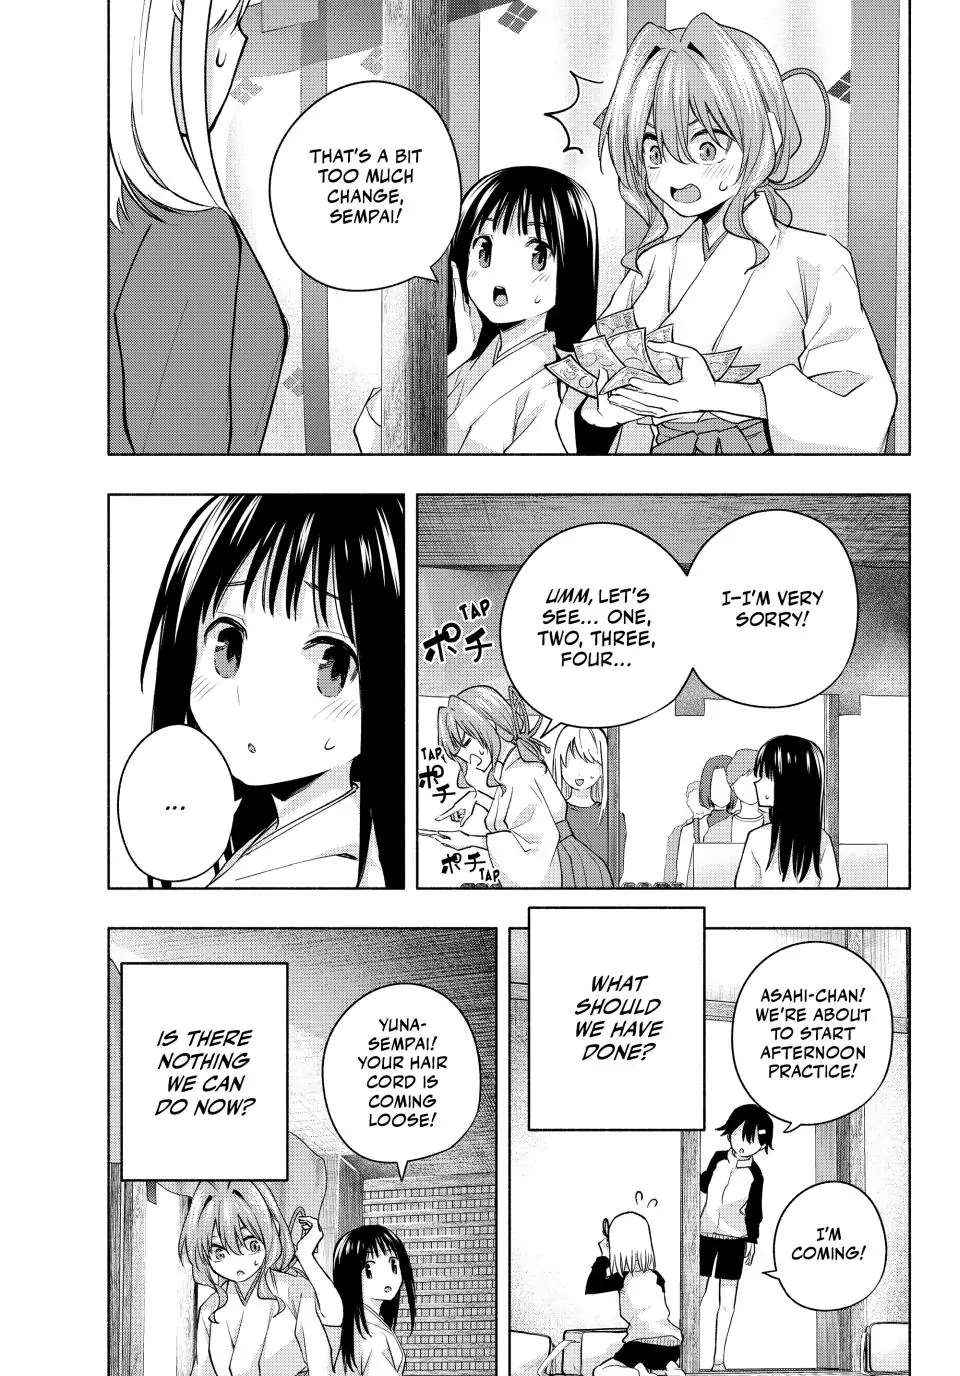 THAT'S A BIT
TOO MUCH
CHANGE,
SEMPAI!
I-I'M VERY
SORRY!
UMM, LET'S
SEE... ONE,
TWO, THREE,
FOUR...
TAP
ポチ
TAP
ポチ
ポチ
TAP
...
ASAHI-CHAN!
WE'RE ABOUT
TO START
AFTERNOON
PRACTICE!
WHAT
SHOULD
WE HAVE
DONE?
I'M
COMING!
YUNA-
SEMPAI!
YOUR HAIR
CORD IS
COMING
LOOSE!
IS THERE
NOTHING
WE CAN
DO NOW?